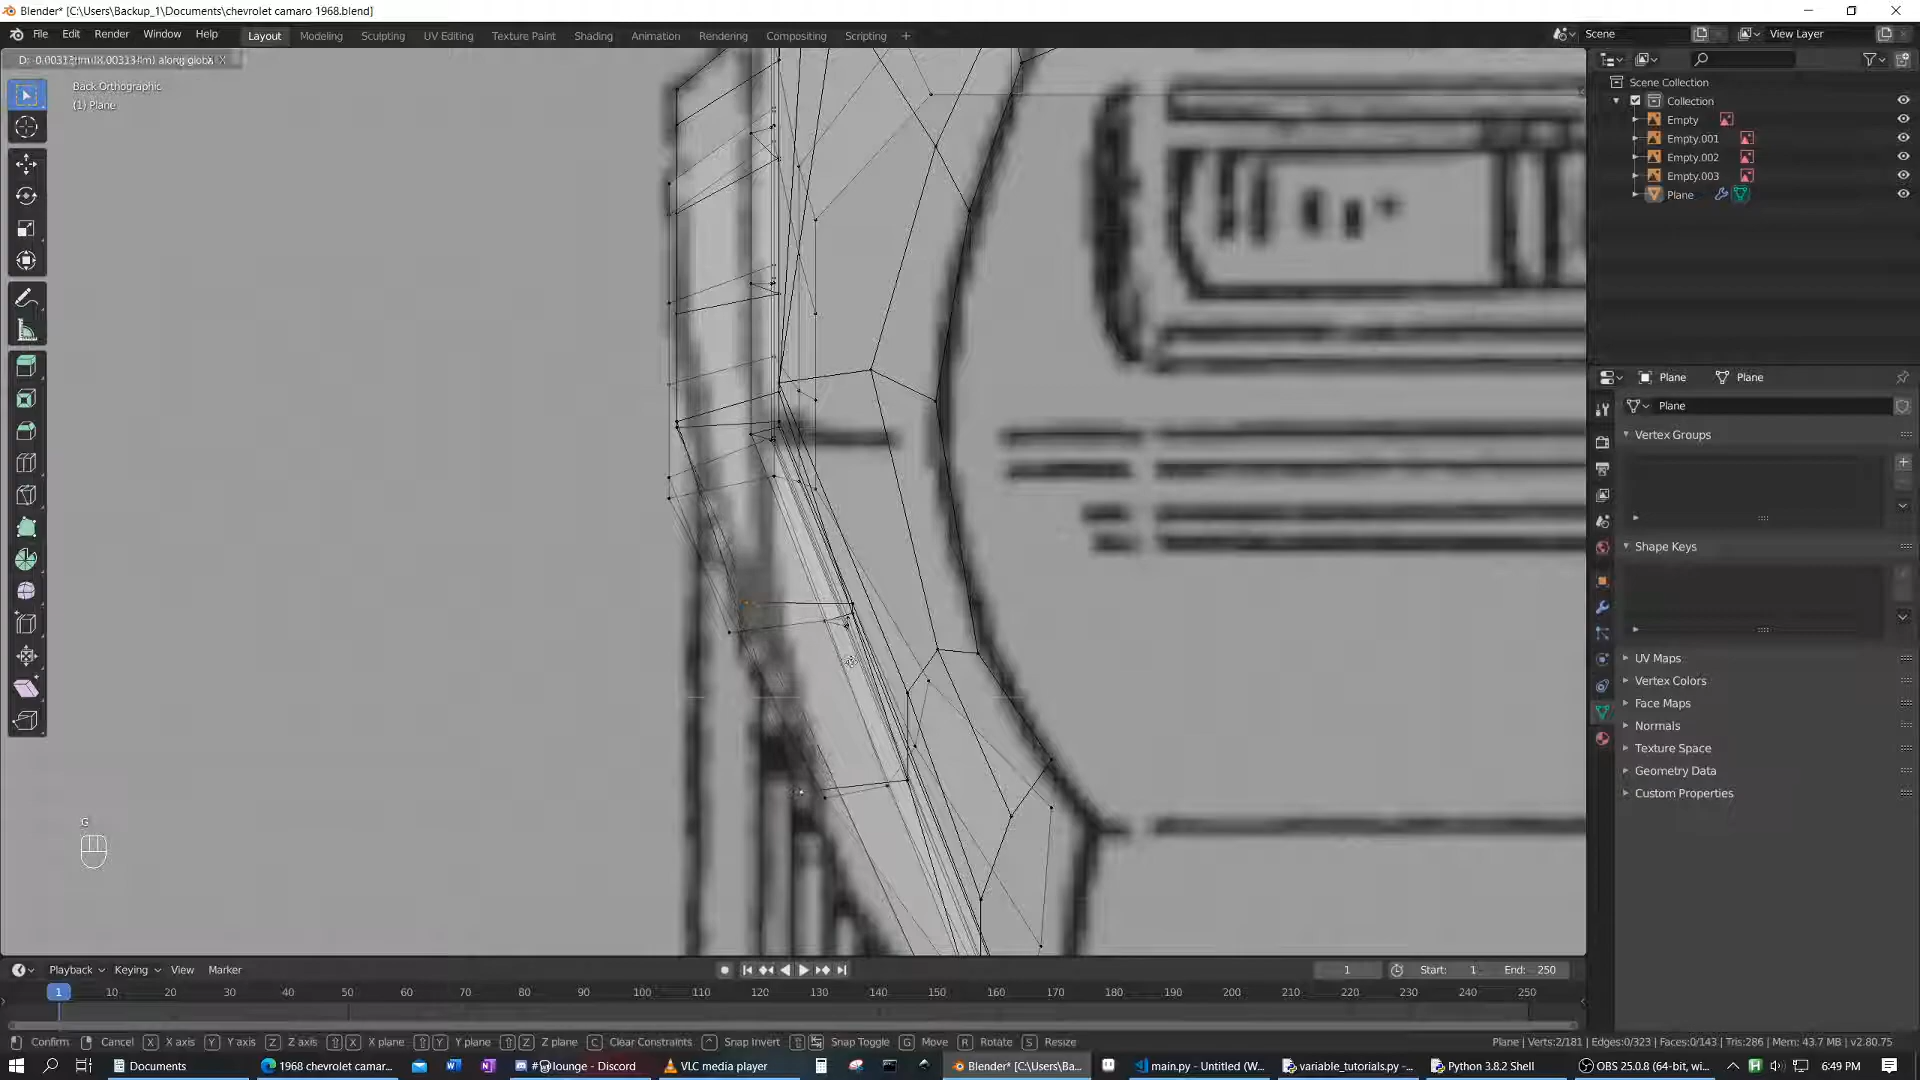 Blender* [C:\Users\Backup_1\Documents\chevrolet camaro 1968.blend]
File Edit Render Window Help
Layout Modeling Sculpting UV Editing Texture Paint Shading Animation Rendering Compositing Scripting +
Scene
View Layer
Back Orthographic
(1) Plane
Scene Collection
Collection
Empty
Empty.001
Empty.002
Empty.003
Plane
Plane Plane
Plane
Vertex Groups
Shape Keys
UV Maps
Vertex Colors
Face Maps
Normals
Texture Space
Geometry Data
Custom Properties
G
Playback Keying View Marker
1
Start: 1
End: 250
1 10 20 30 40 50 60 70 80 90 100 110 120 130 140 150 160 170 180 190 200 210 220 230 240 250
Confirm Cancel X X axis Y Y axis Z Z axis X X plane Y Y plane Z Z plane C Clear Constraints Snap Invert Snap Toggle G Move R Rotate S Resize
Plane | Verts:2/181 | Edges:0/323 | Faces:0/143 | Tris:286 | Mem: 43.7 MB | v2.80.75
Documents
1968 chevrolet camar...
lounge - Discord
VLC media player
Blender* [C:\Users\Ba...
main.py - Untitled (W...
variable_tutorials.py -...
Python 3.8.2 Shell
OBS 25.0.8 (64-bit, wi...
6:49 PM